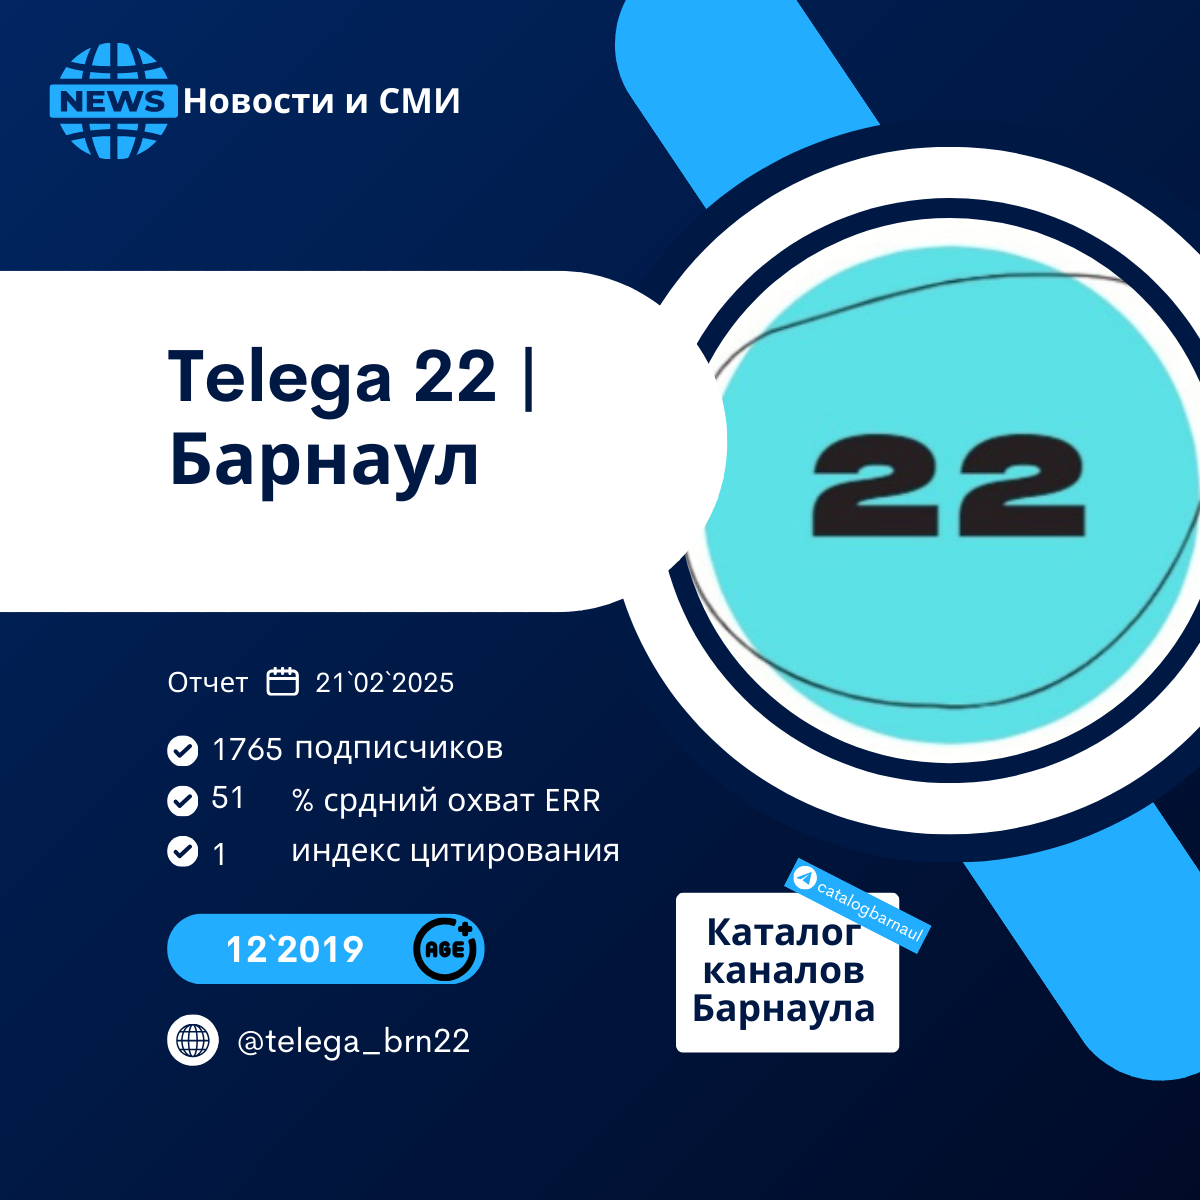 NEWS Новости и СМИ
Telega 22 |
Барнаул
22
Отчет 21`02`2025
1765 подписчиков
51 % срдний охват ERR
1 индекс цитирования
12`2019 AGE+
@telega_brn22
catalogbarnaul
Каталог
каналов
Барнаула